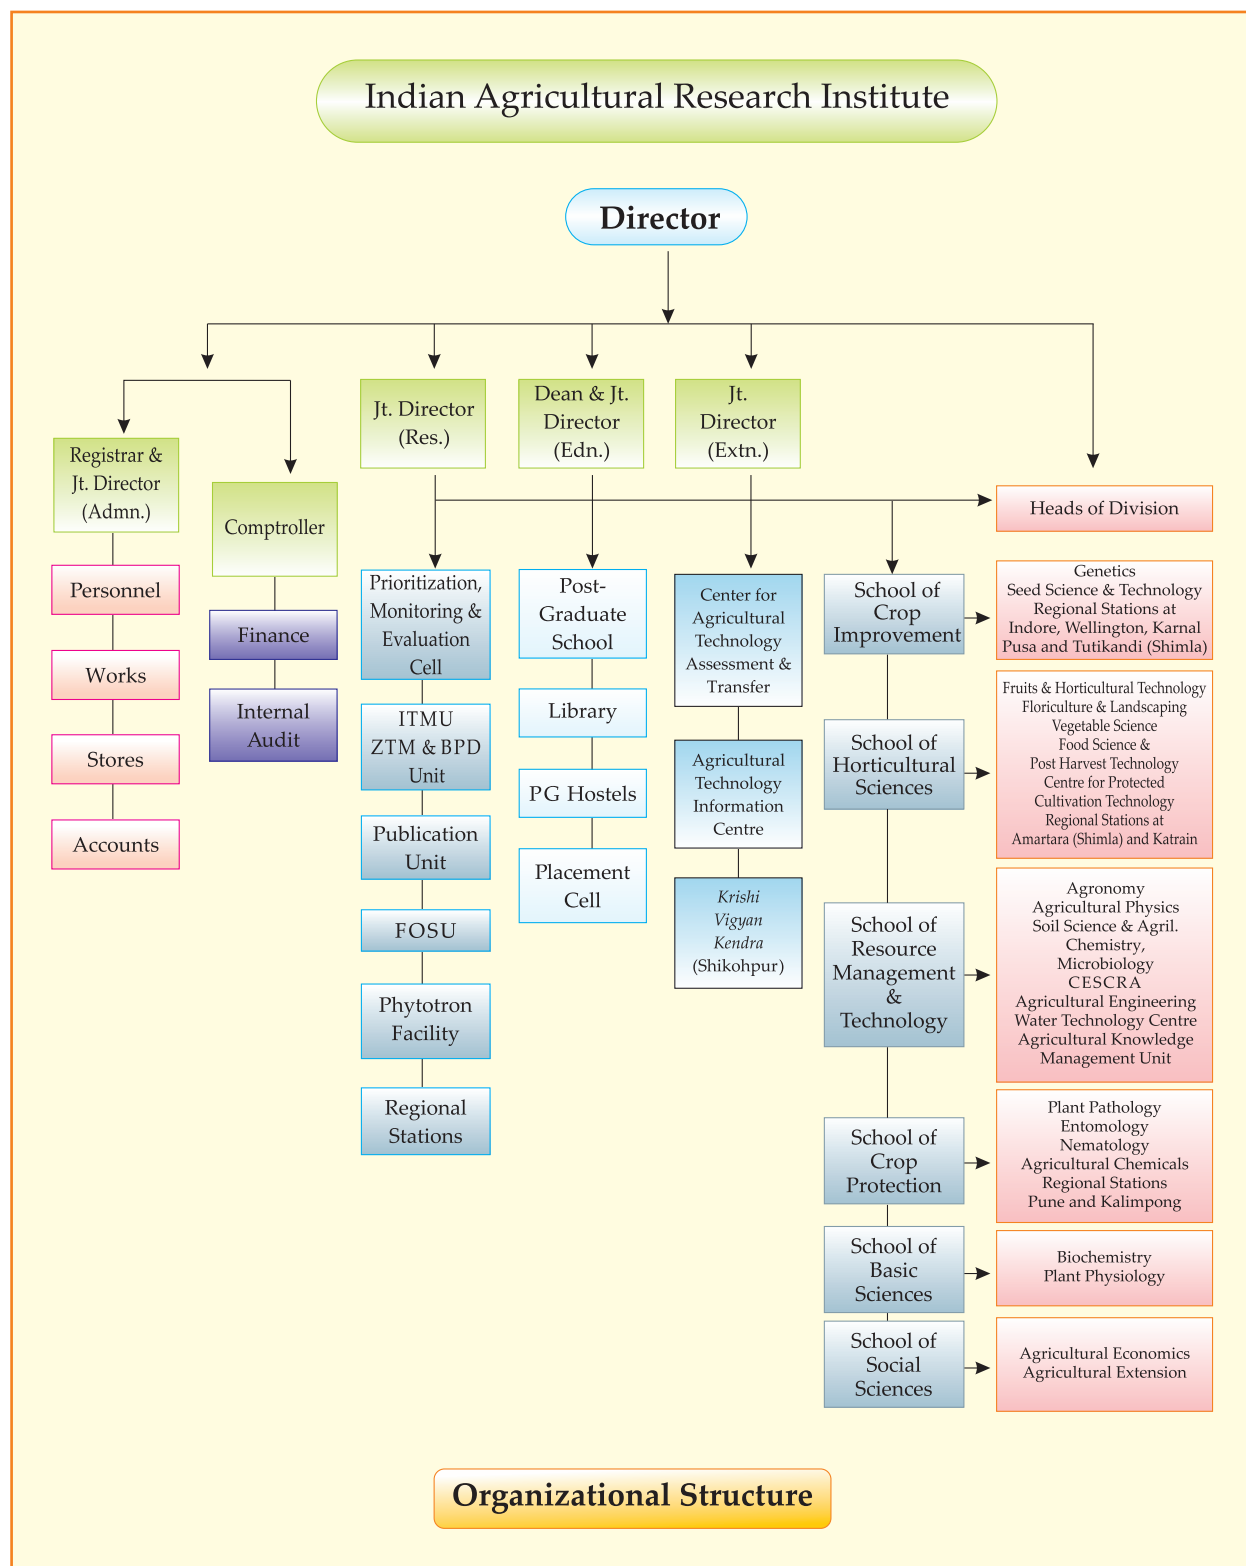 Indian Agricultural Research Institute
Director
Registrar &
Jt. Director
(Admn.)
Personnel
Works
Stores
Accounts
Comptroller
Finance
Internal
Audit
Jt. Director
(Res.)
Prioritization,
Monitoring &
Evaluation
Cell
ITMU
ZTM & BPD
Unit
Publication
Unit
FOSU
Phytotron
Facility
Regional
Stations
Dean & Jt.
Director
(Edn.)
Post-
Graduate
School
Library
PG Hostels
Placement
Cell
Jt.
Director
(Extn.)
Center for
Agricultural
Technology
Assessment &
Transfer
Agricultural
Technology
Information
Centre
Krishi
Vigyan
Kendra
(Shikohpur)
Heads of Division
School of
Crop
Improvement
Genetics
Seed Science & Technology
Regional Stations at
Indore, Wellington, Karnal
Pusa and Tutikandi (Shimla)
School of
Horticultural
Sciences
Fruits & Horticultural Technology
Floriculture & Landscaping
Vegetable Science
Food Science &
Post Harvest Technology
Centre for Protected
Cultivation Technology
Regional Stations at
Amartara (Shimla) and Katrain
School of
Resource
Management
&
Technology
Agronomy
Agricultural Physics
Soil Science & Agril.
Chemistry,
Microbiology
CESCRA
Agricultural Engineering
Water Technology Centre
Agricultural Knowledge
Management Unit
School of
Crop
Protection
Plant Pathology
Entomology
Nematology
Agricultural Chemicals
Regional Stations
Pune and Kalimpong
School of
Basic
Sciences
Biochemistry
Plant Physiology
School of
Social
Sciences
Agricultural Economics
Agricultural Extension
Organizational Structure